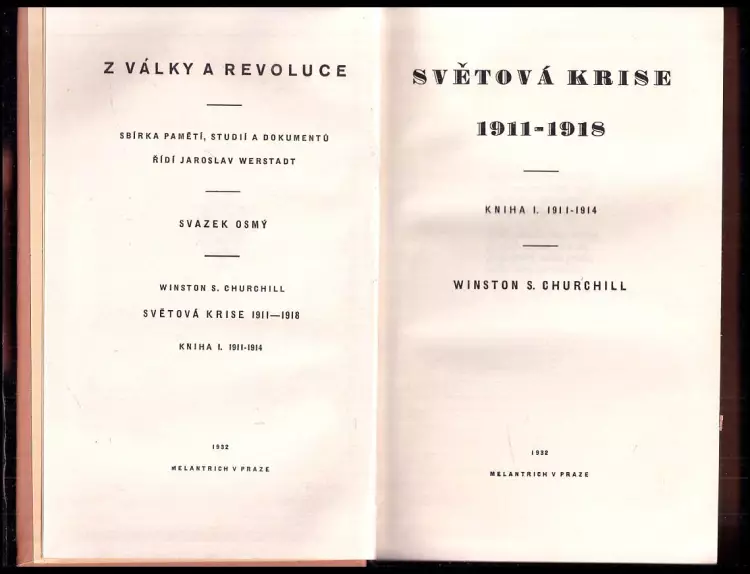 Z VÁLKY A REVOLUCE
SBÍRKA PAMĚTÍ, STUDIÍ A DOKUMENTŮ
ŘÍDÍ JAROSLAV WERSTADT
SVAZEK OSMÝ
WINSTON S. CHURCHILL
SVĚTOVÁ KRISE 1911—1918
KNIHA I. 1911-1914
1932
MELANTRICH V PRAZE
SVĚTOVÁ KRISE
1911-1918
KNIHA I. 1911-1914
WINSTON S. CHURCHILL
1932
MELANTRICH V PRAZE